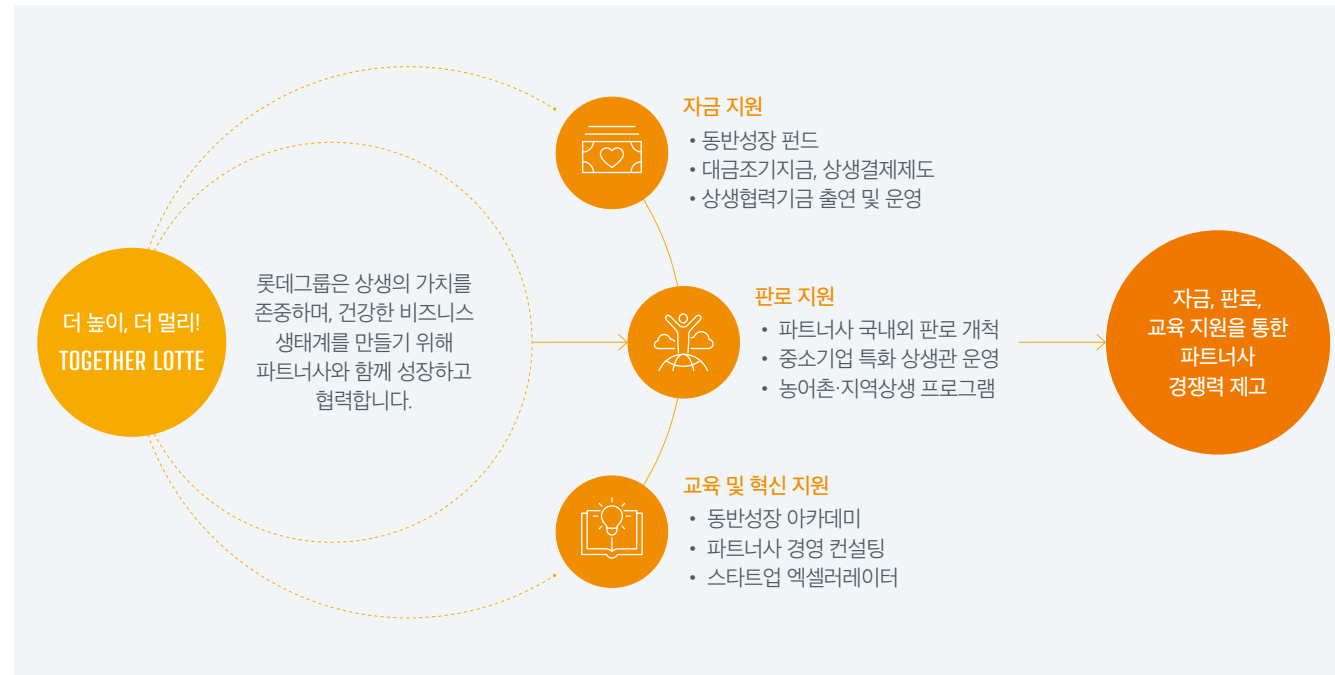 더 높이, 더 멀리!
TOGETHER LOTTE
롯데그룹은 상생의 가치를
존중하며, 건강한 비즈니스
생태계를 만들기 위해
파트너사와 함께 성장하고
협력합니다.
자금 지원
• 동반성장 펀드
• 대금조기지금, 상생결제제도
• 상생협력기금 출연 및 운영
판로 지원
• 파트너사 국내외 판로 개척
• 중소기업 특화 상생관 운영
• 농어촌·지역상생 프로그램
교육 및 혁신 지원
• 동반성장 아카데미
• 파트너사 경영 컨설팅
• 스타트업 엑셀러레이터
자금, 판로,
교육 지원을 통한
파트너사
경쟁력 제고